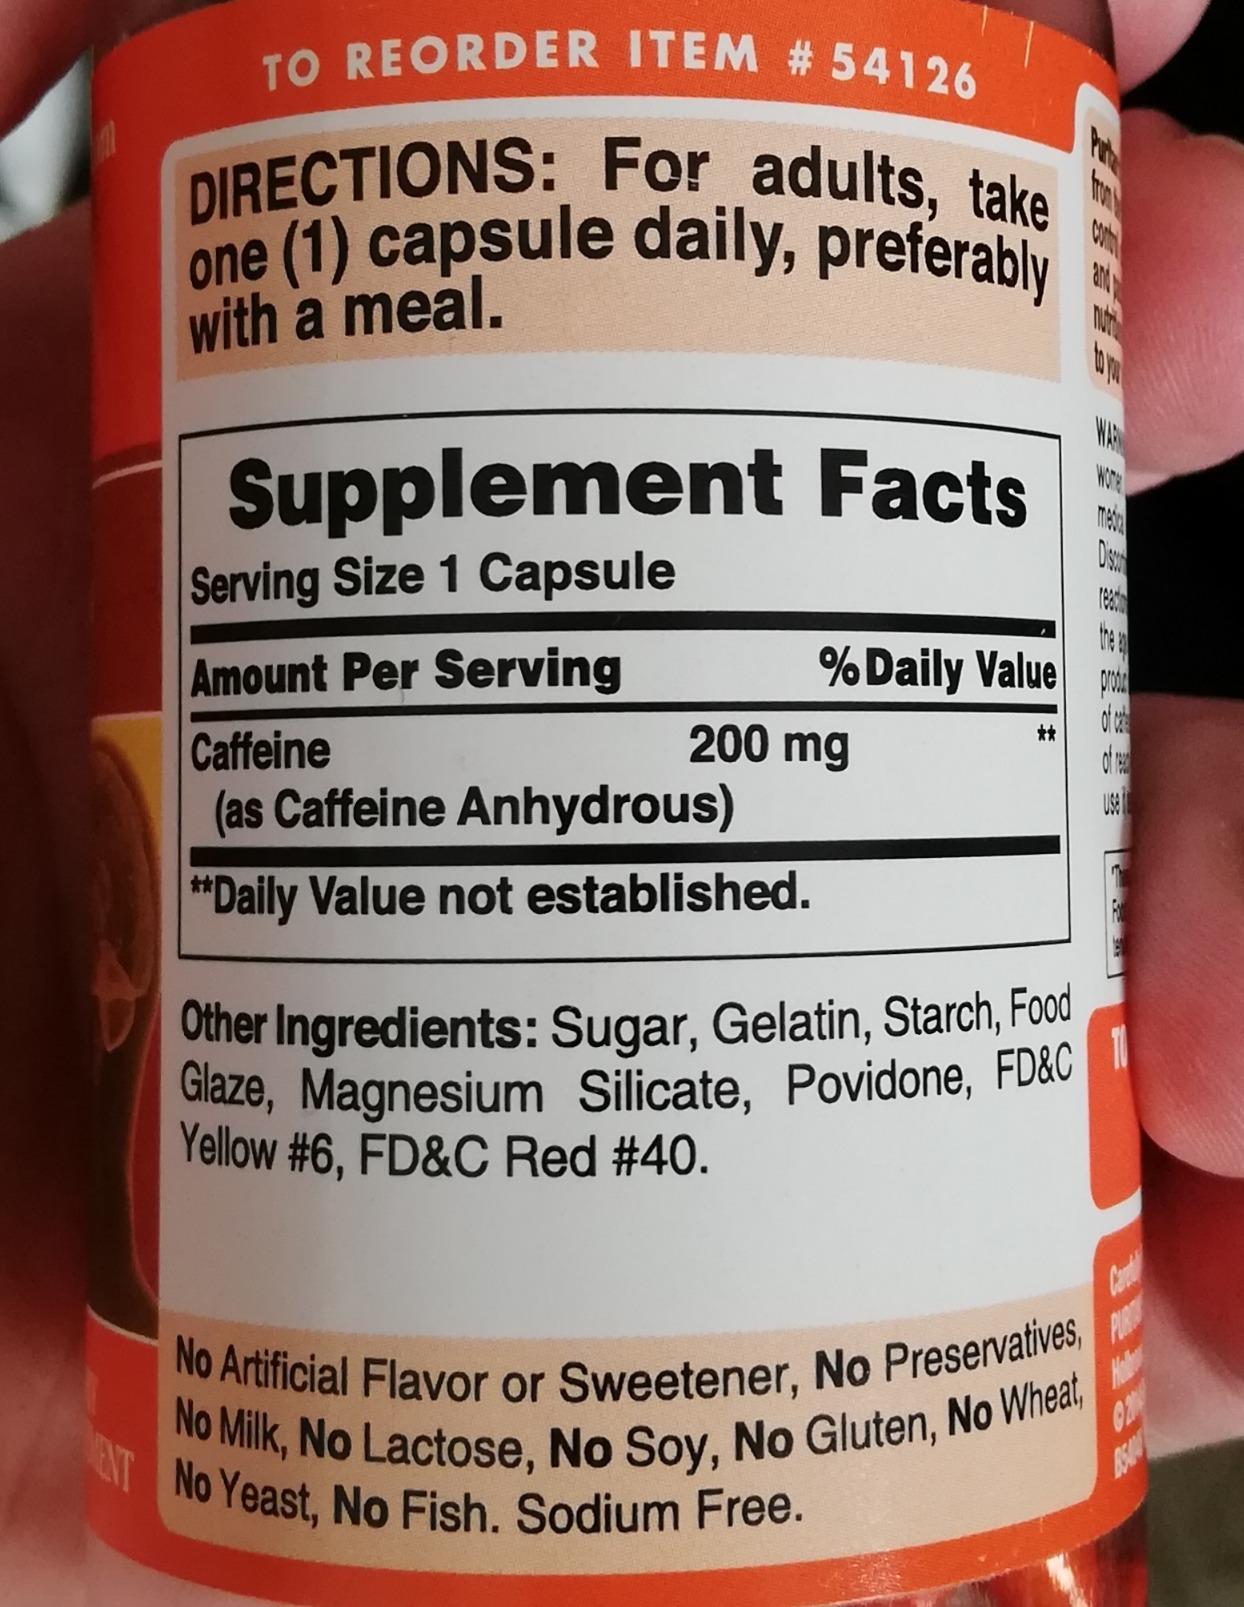 TO REORDER ITEM # 54126
DIRECTIONS: For adults, take
one (1) capsule daily, preferably
with a meal.
Supplement Facts
Serving Size 1 Capsule
Amount Per Serving % Daily Value
Caffeine 200 mg **
(as Caffeine Anhydrous)
**Daily Value not established.
Other Ingredients: Sugar, Gelatin, Starch, Food
Glaze, Magnesium Silicate, Povidone, FD&C
Yellow #6, FD&C Red #40.
No Artificial Flavor or Sweetener, No Preservatives,
No Milk, No Lactose, No Soy, No Gluten, No Wheat,
No Yeast, No Fish. Sodium Free.